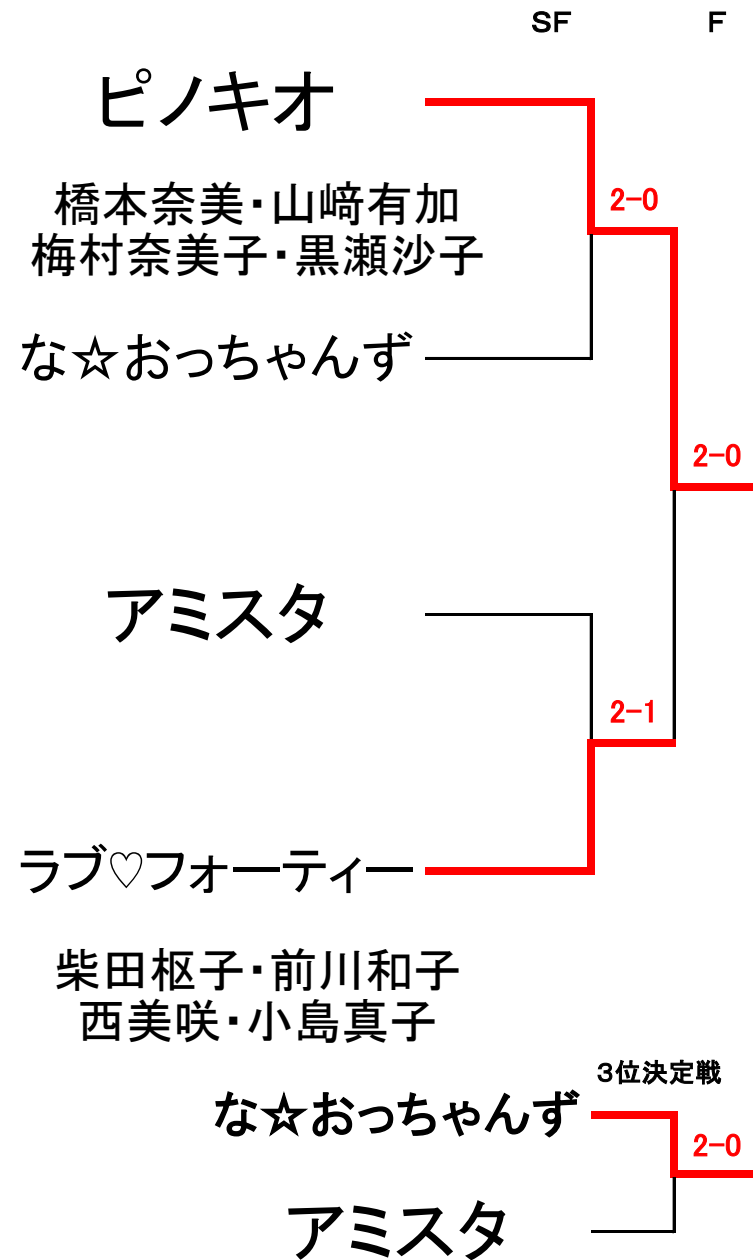 SF F
ピノキオ
2-0
橋本奈美・山﨑有加
梅村奈美子・黒瀬沙子
な☆おっちゃんず
2-0
アミスタ
2-1
ラブ♡フォーティー
柴田枢子・前川和子
西美咲・小島真子
３位決定戦
な☆おっちゃんず
2-0
アミスタ